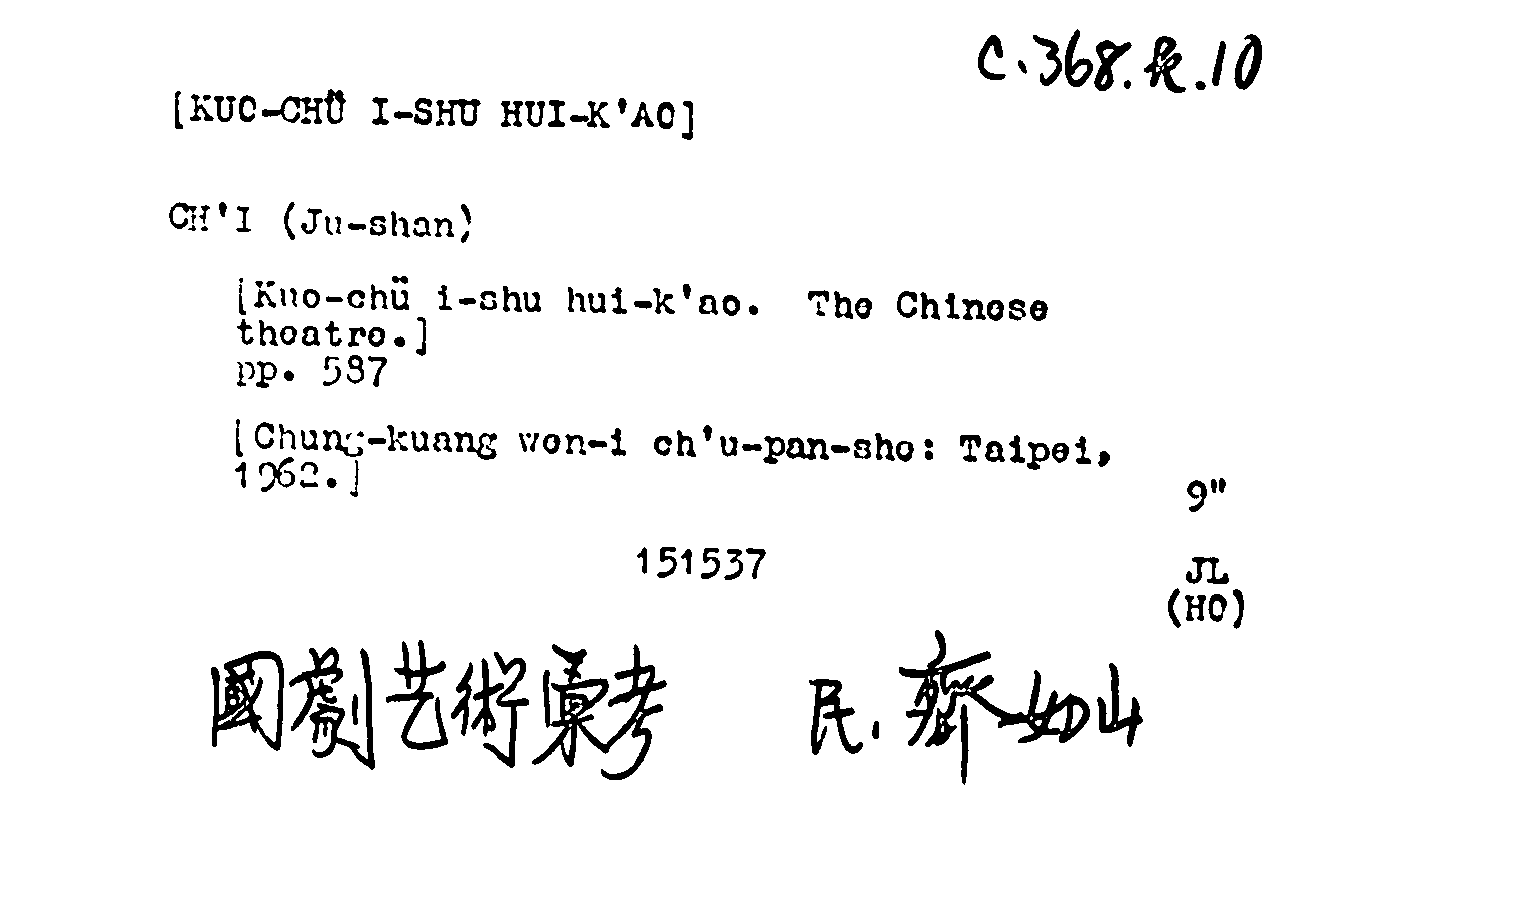 C.368.k.10
[KUO-CHÜ I-SHU HUI-K'AO]
CH'I (Ju-shan)
[Kuo-chü i-shu hui-k'ao. The Chinese
theatre.]
pp. 587
[Chung-kuang wen-i ch'u-pan-she: Taipei,
1962.]
9"
151537
JL
(HO)
國劇艺術彙考 民. 齊如山